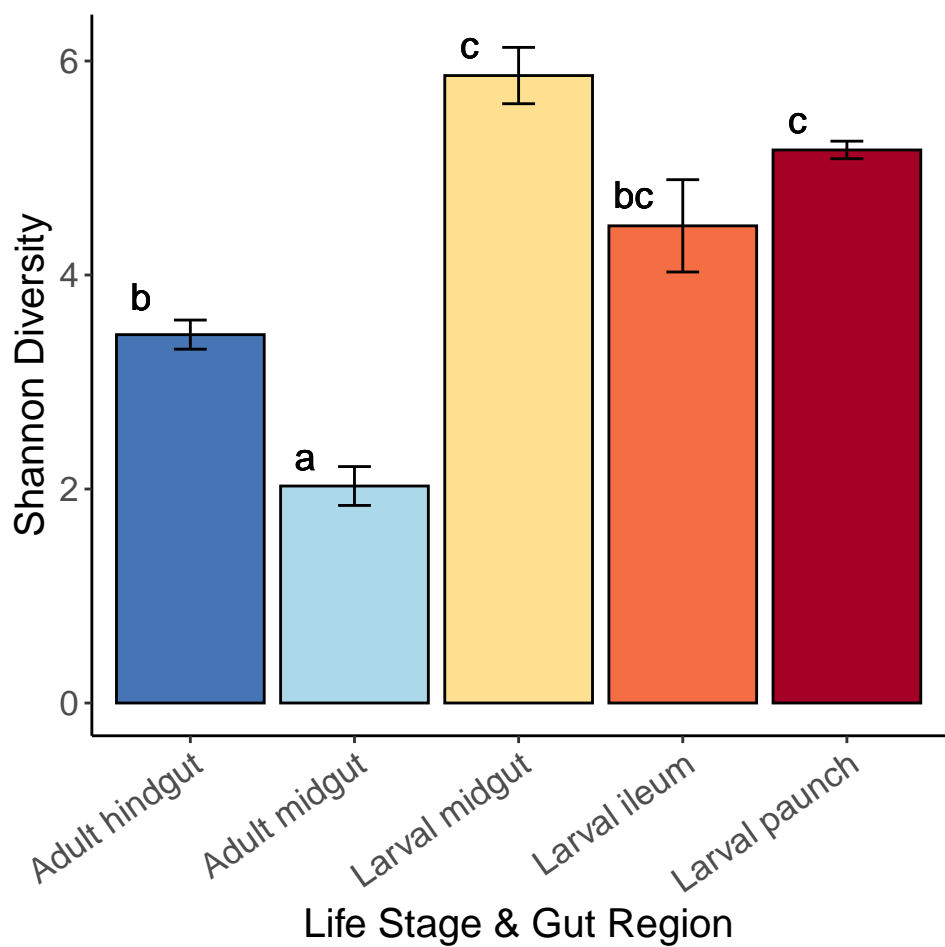 Shannon Diversity
6
4
2
0
b
a
c
bc
c
Adult hindgut
Adult midgut
Larval midgut
Larval ileum
Larval paunch
Life Stage & Gut Region